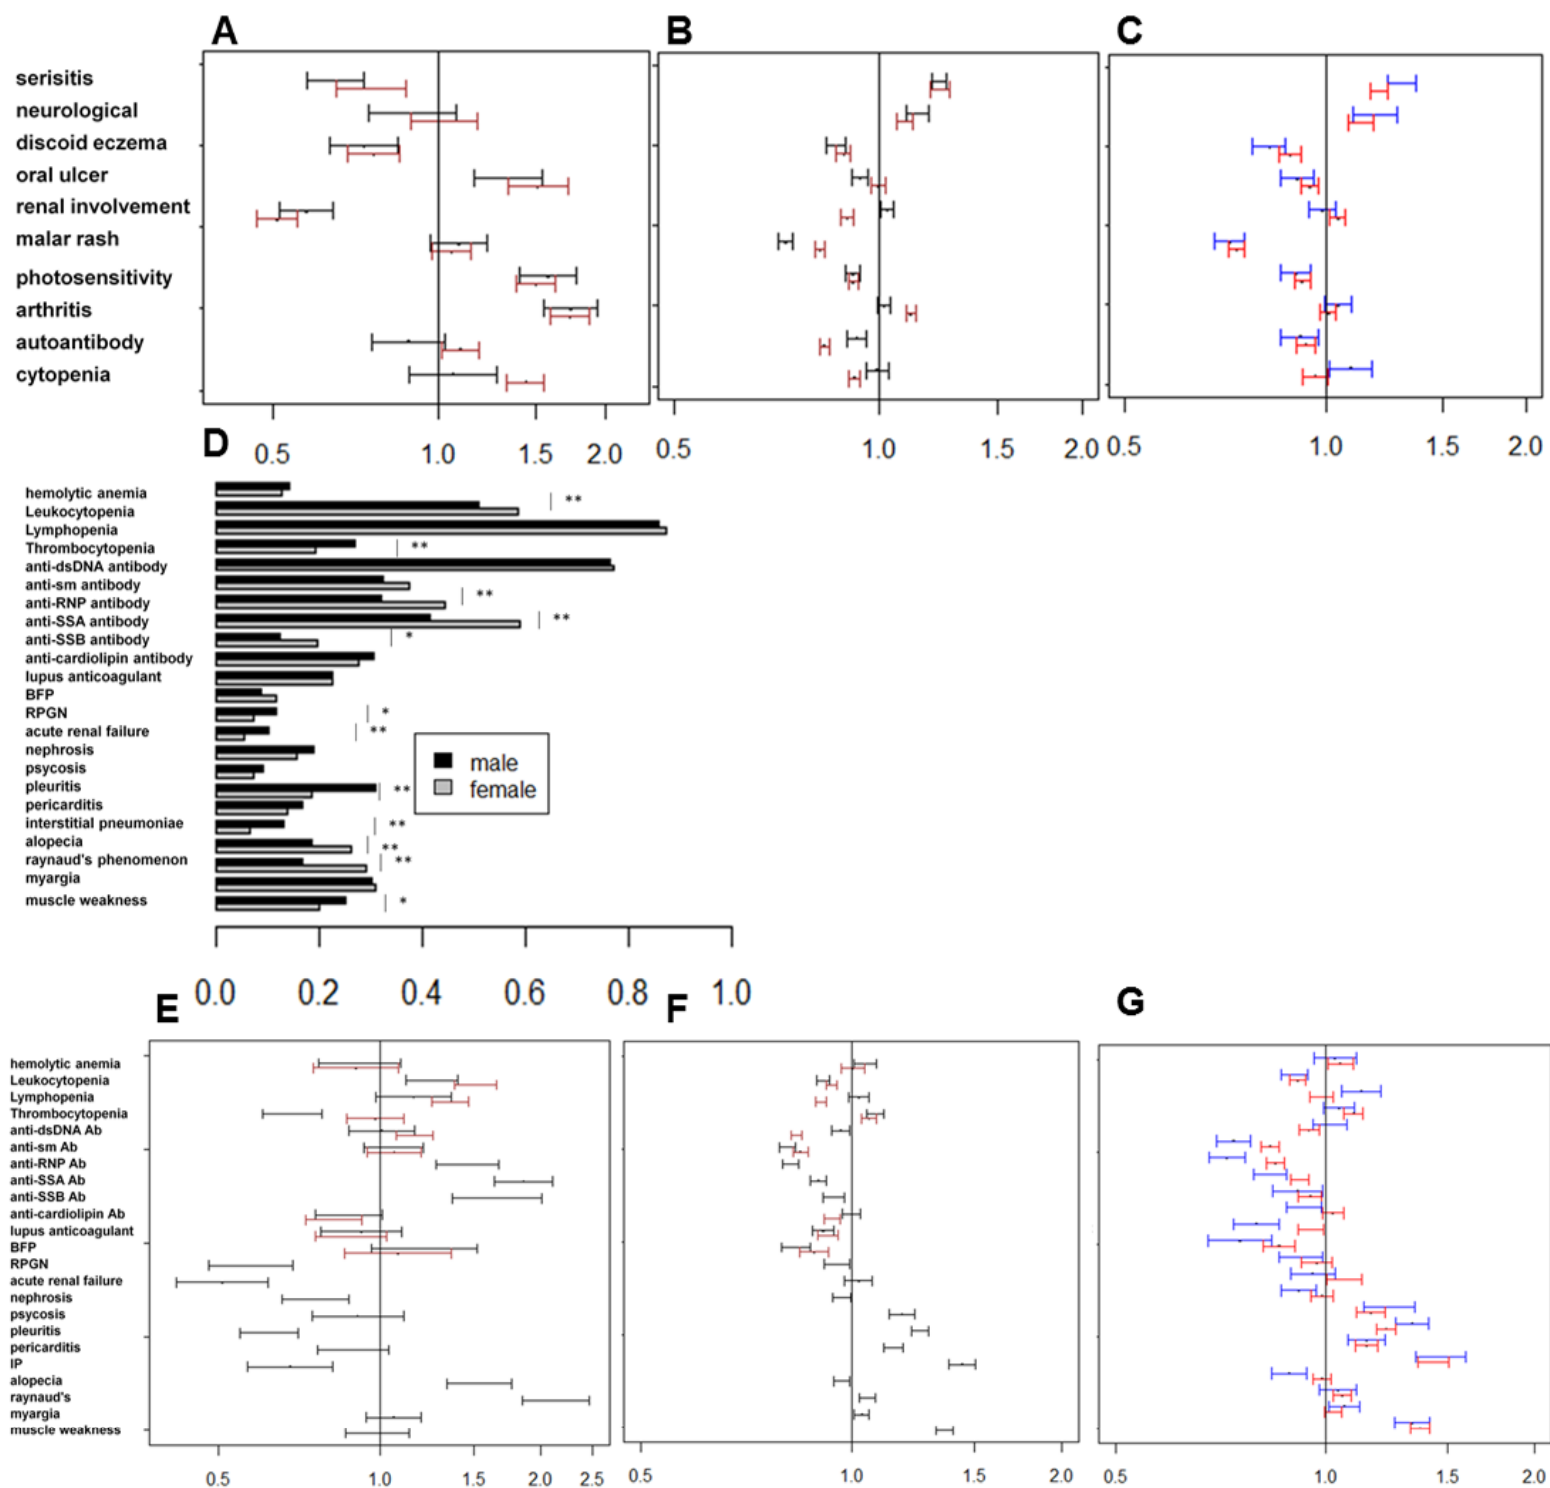 A
B
C
serisitis
neurological
discoid eczema
oral ulcer
renal involvement
malar rash
photosensitivity
arthritis
autoantibody
cytopenia
0.5 1.0 1.5 2.0
0.5 1.0 1.5 2.0
0.5 1.0 1.5 2.0
D
hemolytic anemia
**
Leukocytopenia
Lymphopenia
Thrombocytopenia **
anti-dsDNA antibody
anti-sm antibody
anti-RNP antibody **
anti-SSA antibody **
anti-SSB antibody *
anti-cardiolipin antibody
lupus anticoagulant
BFP
RPGN *
acute renal failure **
nephrosis
psycosis
pleuritis **
pericarditis
interstitial pneumoniae **
alopecia **
raynaud's phenomenon **
myargia
muscle weakness *
male
female
0.0 0.2 0.4 0.6 0.8 1.0
E
F
G
hemolytic anemia
Leukocytopenia
Lymphopenia
Thrombocytopenia
anti-dsDNA Ab
anti-sm Ab
anti-RNP Ab
anti-SSA Ab
anti-SSB Ab
anti-cardiolipin Ab
lupus anticoagulant
BFP
RPGN
acute renal failure
nephrosis
psycosis
pleuritis
pericarditis
IP
alopecia
raynaud's
myargia
muscle weakness
0.5 1.0 1.5 2.0 2.5
0.5 1.0 1.5 2.0
0.5 1.0 1.5 2.0